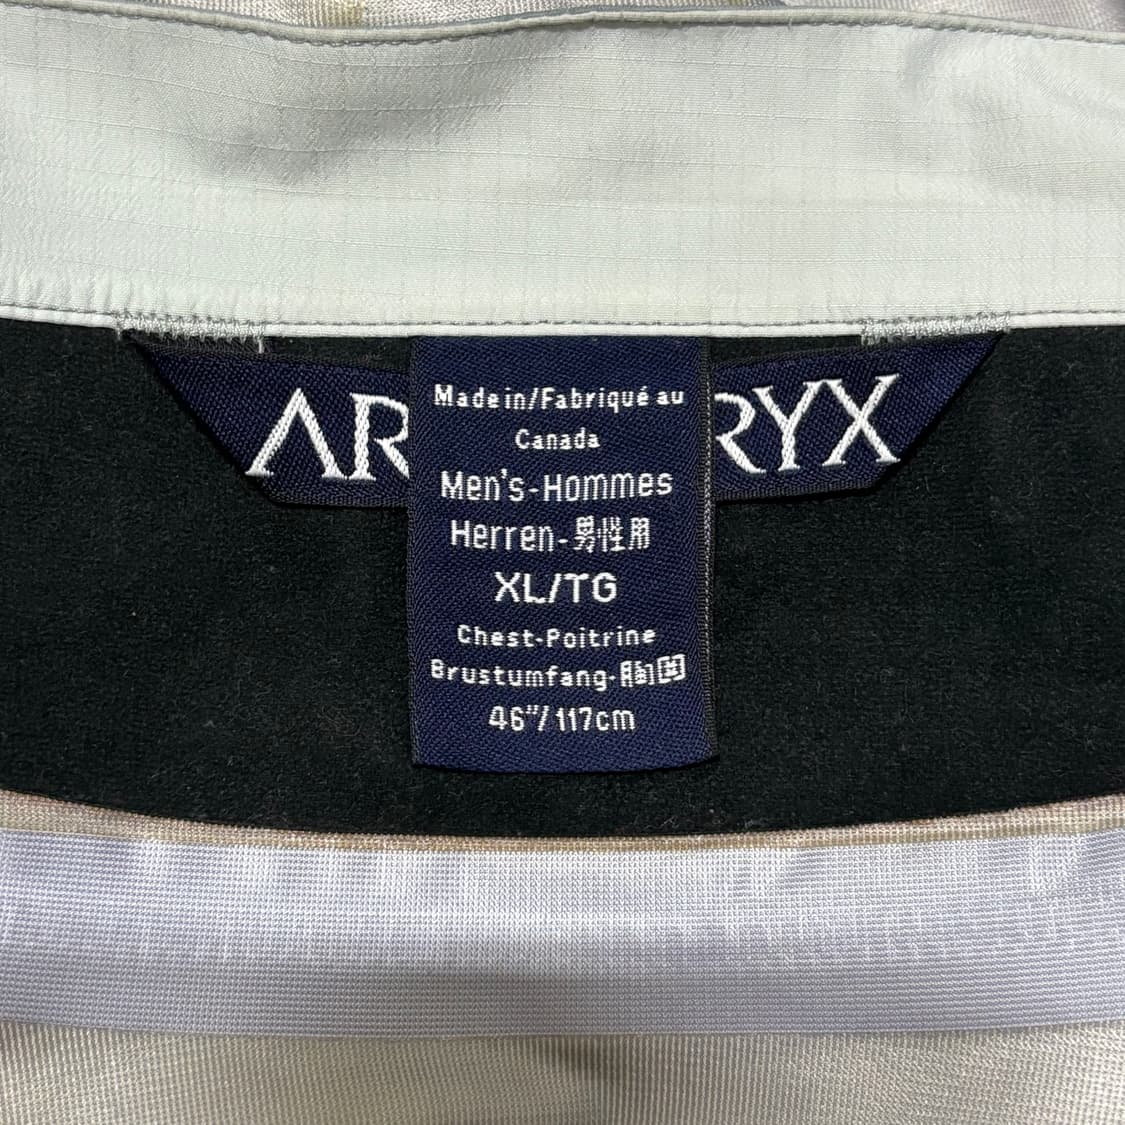 AR RYX
Made in/Fabriqué au
Canada
Men's-Hommes
Herren-男性用
XL/TG
Chest-Poitrine
Brustumfang-胸囲
46"/117cm